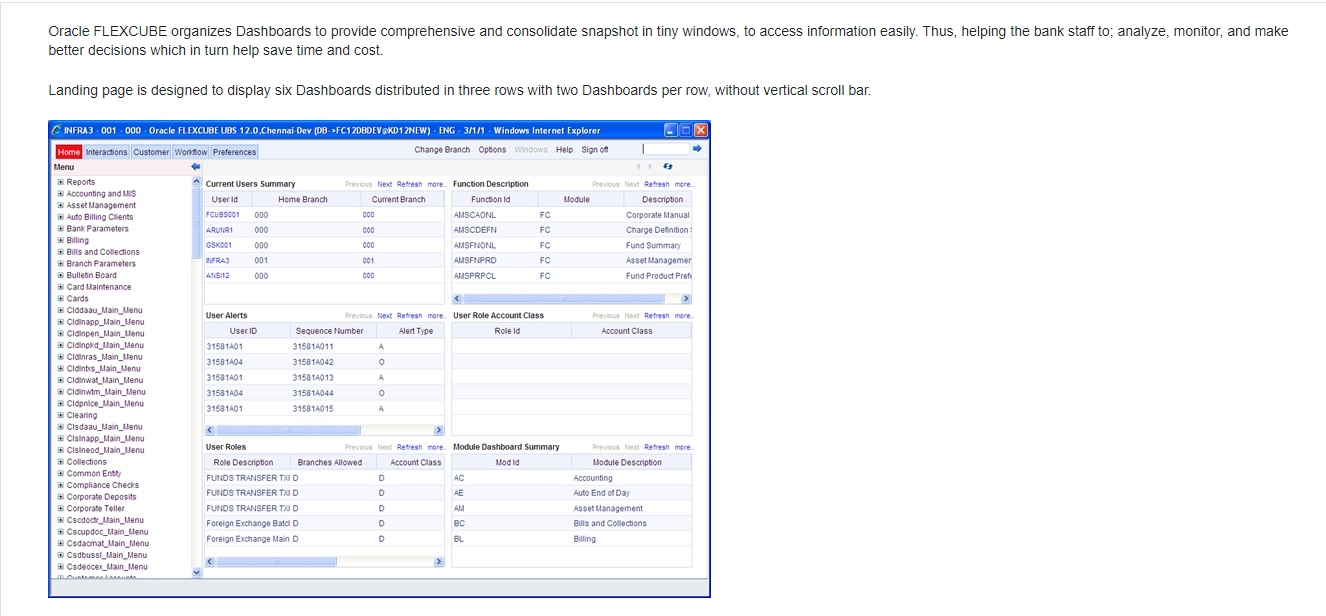 Oracle FLEXCUBE organizes Dashboards to provide comprehensive and consolidate snapshot in tiny windows, to access information easily. Thus, helping the bank staff to; analyze, monitor, and make
better decisions which in turn help save time and cost.
Landing page is designed to display six Dashboards distributed in three rows with two Dashboards per row, without vertical scroll bar.
INFRA3 - 001 - 000 - Oracle FLEXCUBE UBS 12.0,Chennai-Dev (DB->FC12DBDEV@KD12NEW) - ENG - 3/1/1 - Windows Internet Explorer
Home Interactions Customer Workflow Preferences Change Branch Options Windows Help Sign off
Menu
Reports
Accounting and MIS
Asset Management
Auto Billing Clients
Bank Parameters
Billing
Bills and Collections
Branch Parameters
Bulletin Board
Card Maintenance
Cards
Clddaau_Main_Menu
Cldinapp_Main_Menu
Cldinpen_Main_Menu
Cldinpkd_Main_Menu
Cldinras_Main_Menu
Cldintxs_Main_Menu
Cldinwat_Main_Menu
Cldinwtm_Main_Menu
Cldpnlce_Main_Menu
Clearing
Clsdaau_Main_Menu
Clsinapp_Main_Menu
Clsineod_Main_Menu
Collections
Common Entity
Compliance Checks
Corporate Deposits
Corporate Teller
Cscdoctr_Main_Menu
Cscupdoc_Main_Menu
Csdacmat_Main_Menu
Csdbussl_Main_Menu
Csdeocex_Main_Menu
Customer Accounts
Current Users Summary Previous Next Refresh more..
User Id Home Branch Current Branch
FCUBS001 000 000
ARUNR1 000 000
GSK001 000 000
INFRA3 001 001
ANSI12 000 000
Function Description Previous Next Refresh more..
Function Id Module Description
AMSCAONL FC Corporate Manual
AMSCDEFN FC Charge Definition
AMSFNONL FC Fund Summary
AMSFNPRD FC Asset Managemen
AMSPRPCL FC Fund Product Prefe
User Alerts Previous Next Refresh more..
User ID Sequence Number Alert Type
31581A01 31581A011 A
31581A04 31581A042 O
31581A01 31581A013 A
31581A04 31581A044 O
31581A01 31581A015 A
User Role Account Class Previous Next Refresh more..
Role Id Account Class
User Roles Previous Next Refresh more..
Role Description Branches Allowed Account Class
FUNDS TRANSFER TXI D D
FUNDS TRANSFER TXI D D
FUNDS TRANSFER TXI D D
Foreign Exchange Batcl D D
Foreign Exchange Main D D
Module Dashboard Summary Previous Next Refresh more..
Mod Id Module Description
AC Accounting
AE Auto End of Day
AM Asset Management
BC Bills and Collections
BL Billing